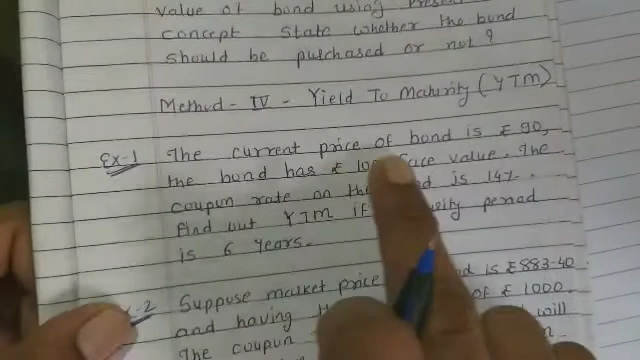 value of bond using
concept state whether the bond
should be purchased or not?
Method - IV - Yield To Maturity (YTM)
Ex-1 The current price of bond is ₹ 90,
the bond has ₹ face value. The
coupon rate on is 14%.
Find out YTM if period
is 6 Years.
Suppose market price is ₹ 883-40
and having of ₹ 1000.
The coupon will